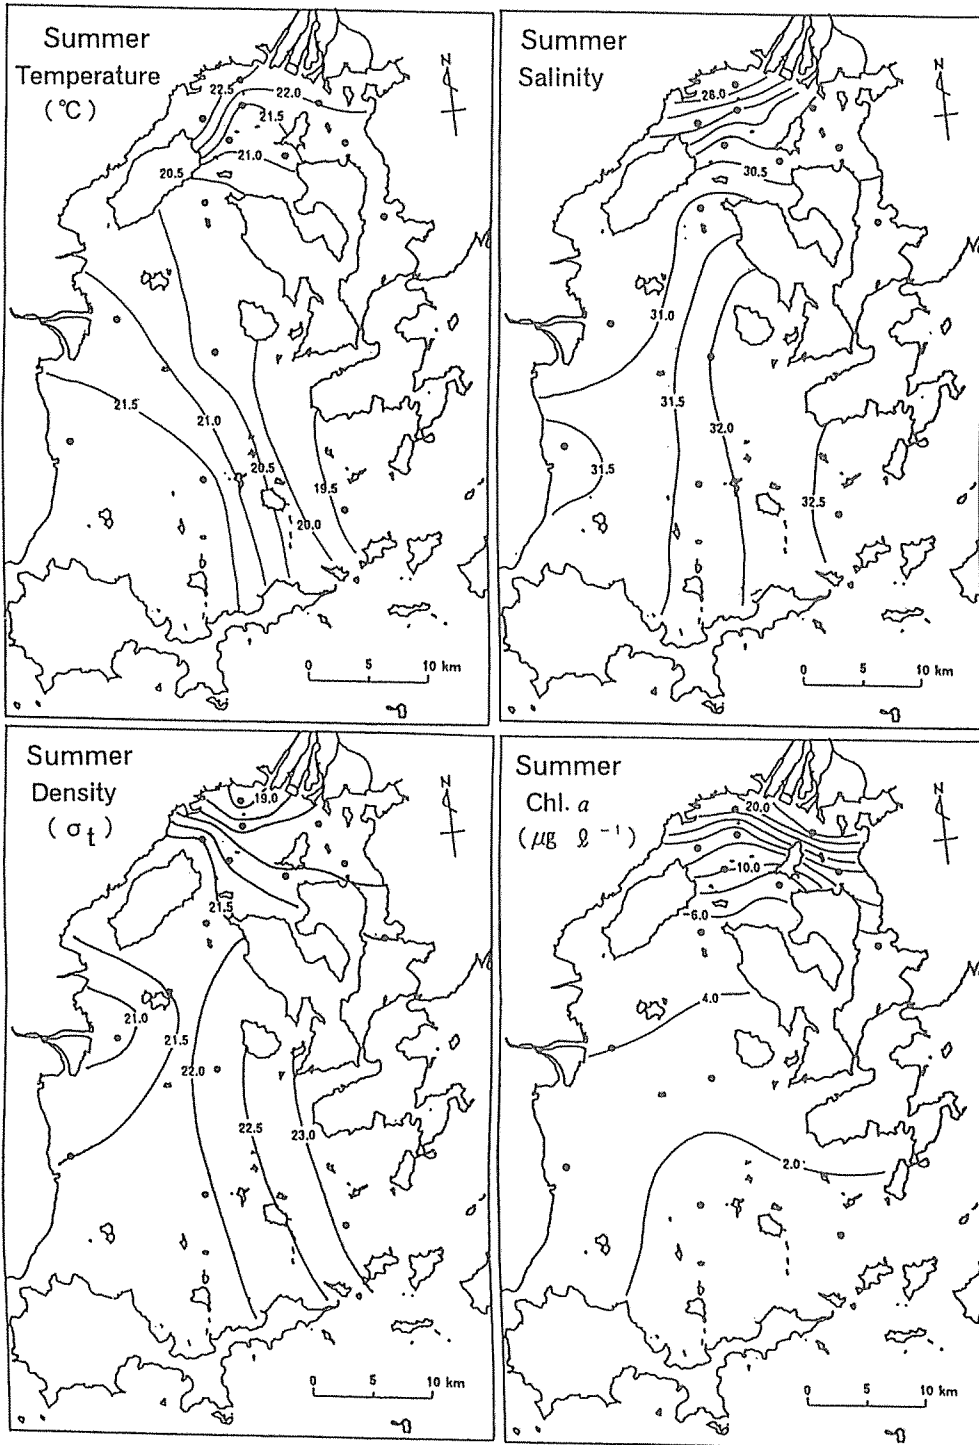 Summer
Temperature
(°C)
N
22.5
22.0
21.5
21.0
20.5
21.5
21.0
20.5
20.0
19.5
0 5 10 km
Summer
Salinity
N
28.0
30.5
31.0
31.5
32.0
31.5
32.5
0 5 10 km
Summer
Density
(σt)
N
19.0
21.5
21.0
21.5
22.0
22.5
23.0
0 5 10 km
Summer
Chl. a
(μg ℓ⁻¹)
N
20.0
10.0
6.0
4.0
2.0
0 5 10 km